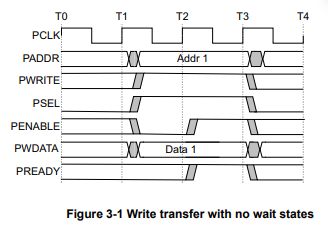 T0 T1 T2 T3 T4
PCLK
PADDR Addr 1
PWRITE
PSEL
PENABLE
PWDATA Data 1
PREADY
Figure 3-1 Write transfer with no wait states